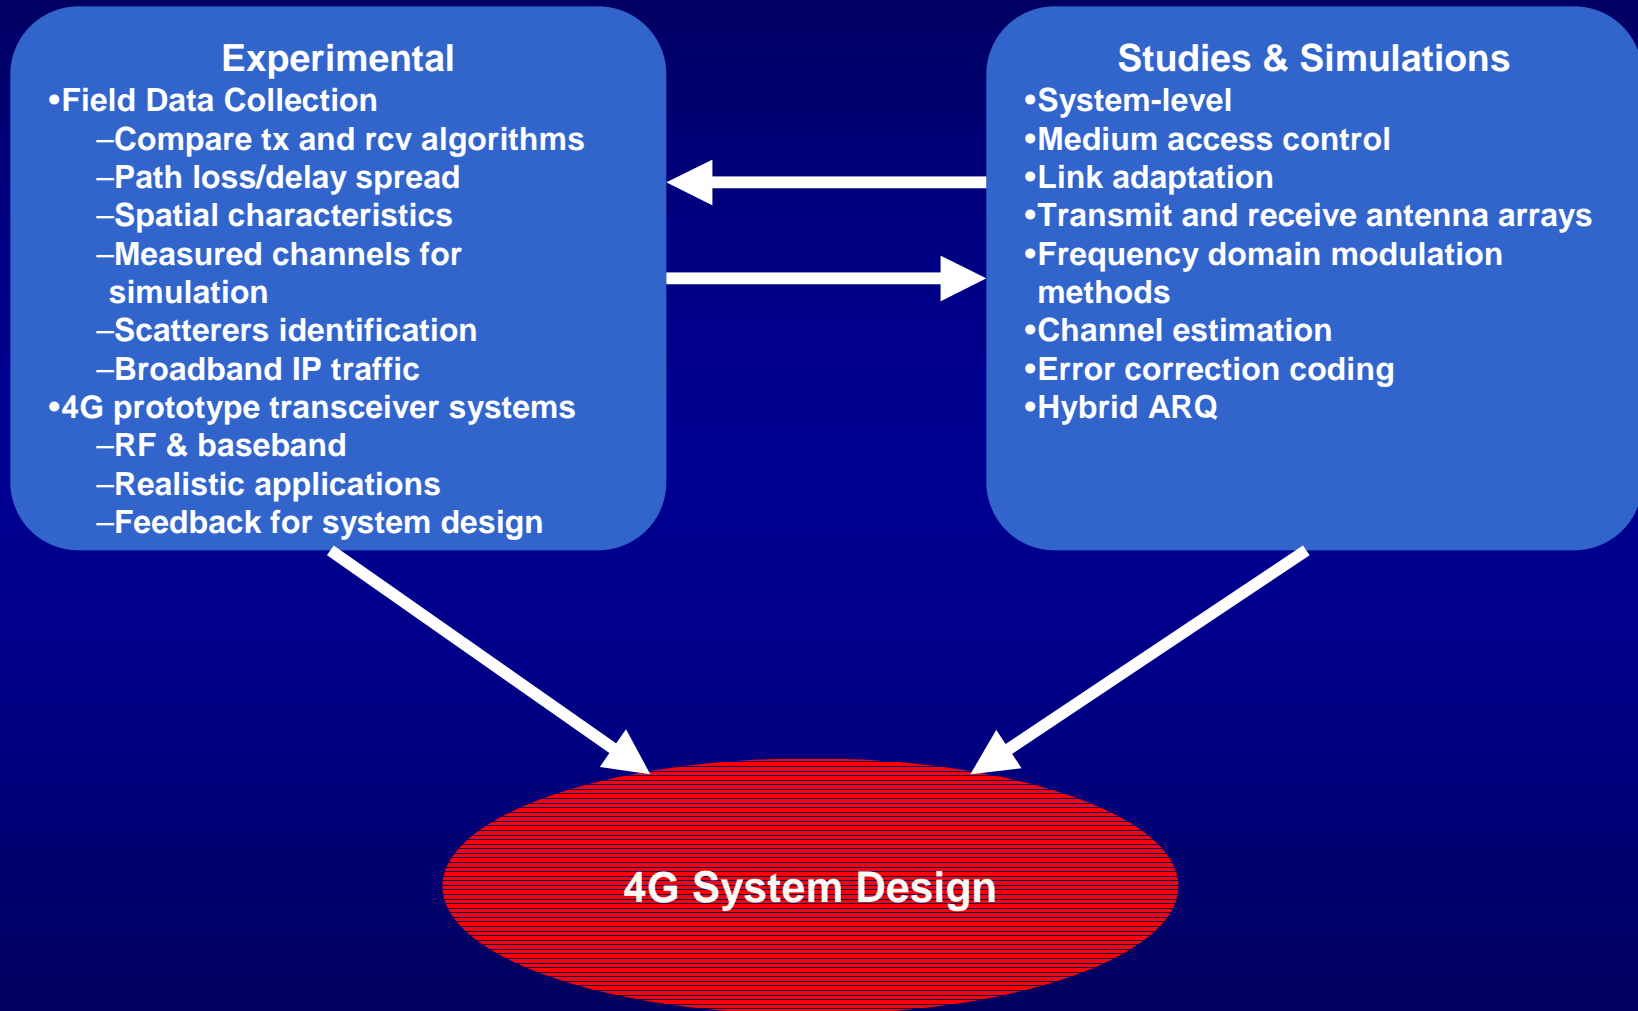 Experimental
•Field Data Collection
–Compare tx and rcv algorithms
–Path loss/delay spread
–Spatial characteristics
–Measured channels for
simulation
–Scatterers identification
–Broadband IP traffic
•4G prototype transceiver systems
–RF & baseband
–Realistic applications
–Feedback for system design
Studies & Simulations
•System-level
•Medium access control
•Link adaptation
•Transmit and receive antenna arrays
•Frequency domain modulation
methods
•Channel estimation
•Error correction coding
•Hybrid ARQ
4G System Design